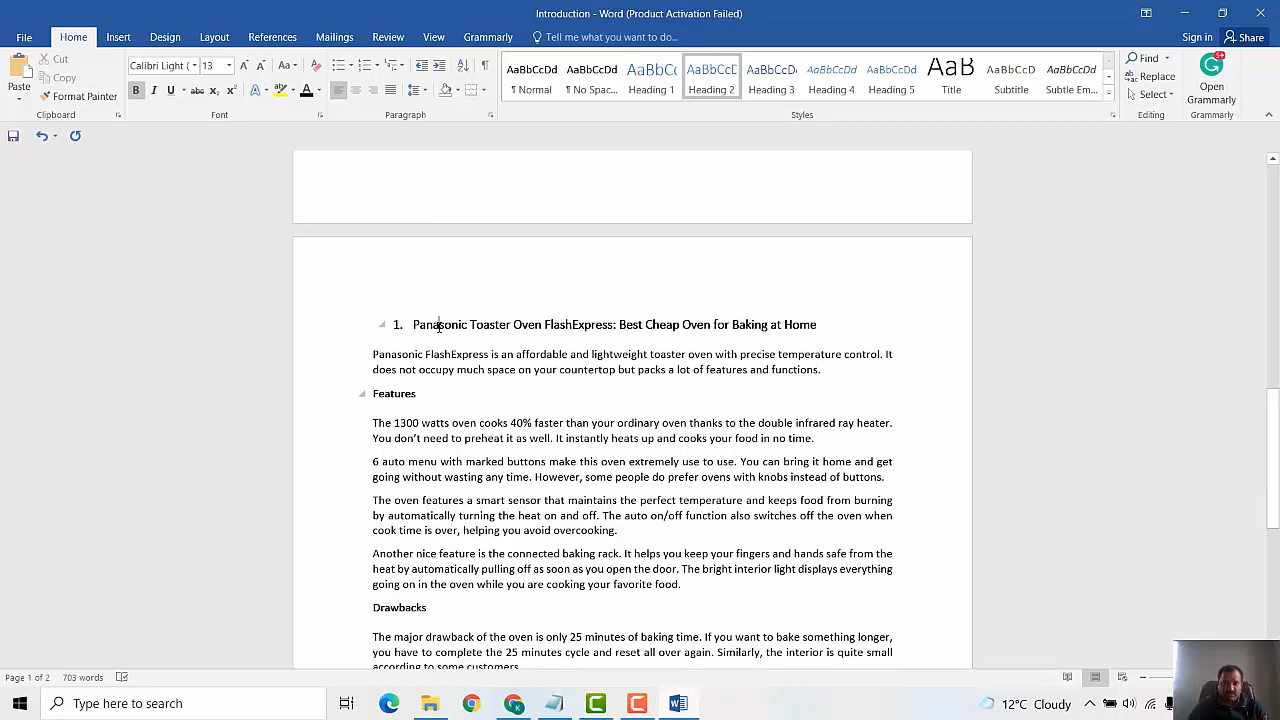 Introduction - Word (Product Activation Failed)
File Home Insert Design Layout References Mailings Review View Grammarly Tell me what you want to do... Sign in Share
Paste
Cut
Copy
Format Painter
Clipboard
Calibri Light ( 13
Aa
B I U abc x₂ x² A
Font
Paragraph
AaBbCcDd AaBbCcDd AaBbCc AaBbCcD AaBbCcDd AaBbCcDd AaBbCcDd AaB AaBbCcD AaBbCcDd
¶ Normal ¶ No Spac... Heading 1 Heading 2 Heading 3 Heading 4 Heading 5 Title Subtitle Subtle Em...
Styles
Find
Replace
Select
Editing
Open
Grammarly
Grammarly
1. Panasonic Toaster Oven FlashExpress: Best Cheap Oven for Baking at Home
Panasonic FlashExpress is an affordable and lightweight toaster oven with precise temperature control. It
does not occupy much space on your countertop but packs a lot of features and functions.
Features
The 1300 watts oven cooks 40% faster than your ordinary oven thanks to the double infrared ray heater.
You don't need to preheat it as well. It instantly heats up and cooks your food in no time.
6 auto menu with marked buttons make this oven extremely use to use. You can bring it home and get
going without wasting any time. However, some people do prefer ovens with knobs instead of buttons.
The oven features a smart sensor that maintains the perfect temperature and keeps food from burning
by automatically turning the heat on and off. The auto on/off function also switches off the oven when
cook time is over, helping you avoid overcooking.
Another nice feature is the connected baking rack. It helps you keep your fingers and hands safe from the
heat by automatically pulling off as soon as you open the door. The bright interior light displays everything
going on in the oven while you are cooking your favorite food.
Drawbacks
The major drawback of the oven is only 25 minutes of baking time. If you want to bake something longer,
you have to complete the 25 minutes cycle and reset all over again. Similarly, the interior is quite small
according to some customers.
Page 1 of 2 703 words
Type here to search
12°C Cloudy